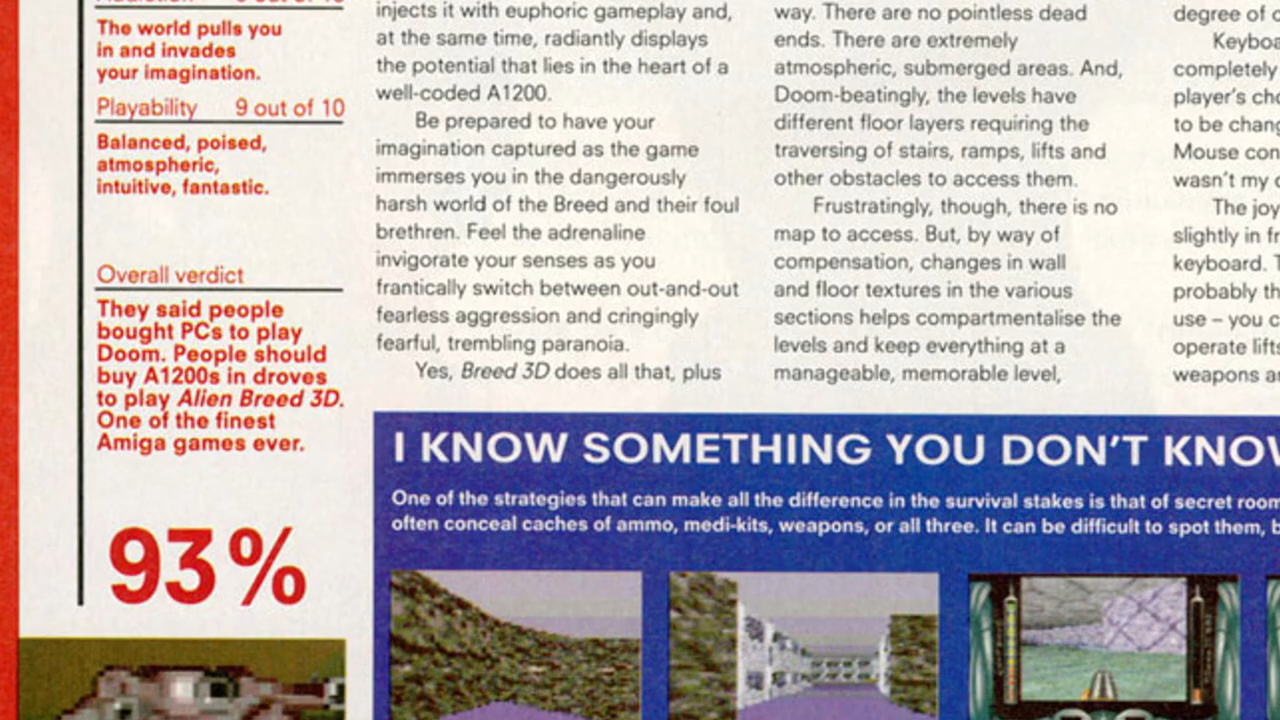 The world pulls you
in and invades
your imagination.
Playability 9 out of 10
Balanced, poised,
atmospheric,
intuitive, fantastic.
Overall verdict
They said people
bought PCs to play
Doom. People should
buy A1200s in droves
to play Alien Breed 3D.
One of the finest
Amiga games ever.
93%
injects it with euphoric gameplay and,
at the same time, radiantly displays
the potential that lies in the heart of a
well-coded A1200.
Be prepared to have your
imagination captured as the game
immerses you in the dangerously
harsh world of the Breed and their foul
brethren. Feel the adrenaline
invigorate your senses as you
frantically switch between out-and-out
fearless aggression and cringingly
fearful, trembling paranoia.
Yes, Breed 3D does all that, plus
way. There are no pointless dead
ends. There are extremely
atmospheric, submerged areas. And,
Doom-beatingly, the levels have
different floor layers requiring the
traversing of stairs, ramps, lifts and
other obstacles to access them.
Frustratingly, though, there is no
map to access. But, by way of
compensation, changes in wall
and floor textures in the various
sections helps compartmentalise the
levels and keep everything at a
manageable, memorable level,
degree of
completely
player's
to be
Mouse
wasn't my
The
slightly in
keyboard.
probably
use – you
operate
weapons
I KNOW SOMETHING YOU DON'T
One of the strategies that can make all the difference in the survival stakes is that of secret
often conceal caches of ammo, medi-kits, weapons, or all three. It can be difficult to spot them,